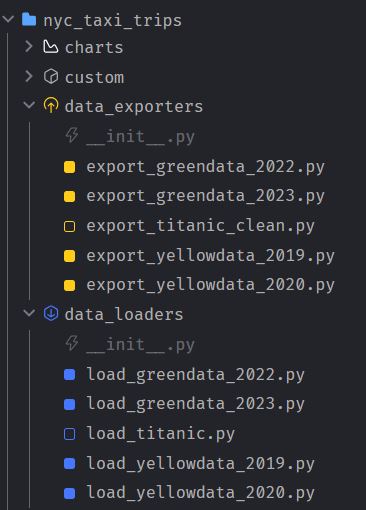 nyc_taxi_trips
charts
custom
data_exporters
__init__.py
export_greendata_2022.py
export_greendata_2023.py
export_titanic_clean.py
export_yellowdata_2019.py
export_yellowdata_2020.py
data_loaders
__init__.py
load_greendata_2022.py
load_greendata_2023.py
load_titanic.py
load_yellowdata_2019.py
load_yellowdata_2020.py